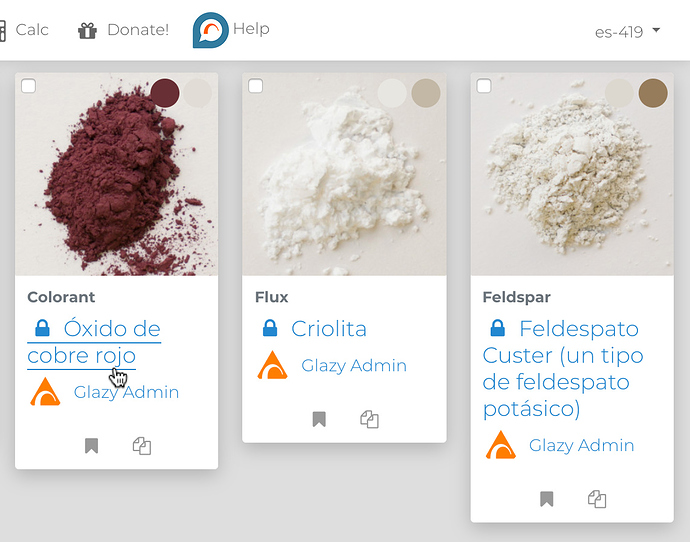 Calc
Donate!
Help
es-419
Colorant
Óxido de
cobre rojo
Glazy Admin
Flux
Criolita
Glazy Admin
Feldspar
Feldespato
Custer (un tipo
de feldespato
potásico)
Glazy Admin